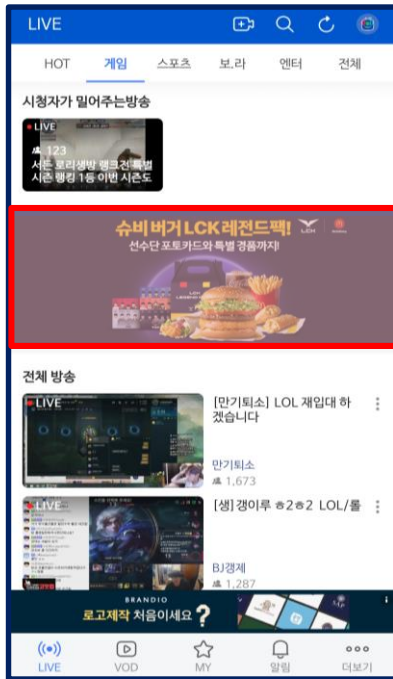 LIVE
HOT 게임 스포츠 보.라 엔터 전체
시청자가 밀어주는방송
LIVE
123
서든 로리생방 랭크전 특별
시즌 랭킹 1등 이번 시즌도
슈비버거 LCK 레전드팩!
LCK
선수단 포토카드와 특별 경품까지!
전체 방송
LIVE
[만기퇴소] LOL 재입대 하
겠습니다
만기퇴소
1,673
LIVE
[생]갱이루 ㅎ2ㅎ2 LOL/롤
BJ갱제
1,287
BRANDIO
로고제작 처음이세요?
LIVE VOD MY 알림 더보기